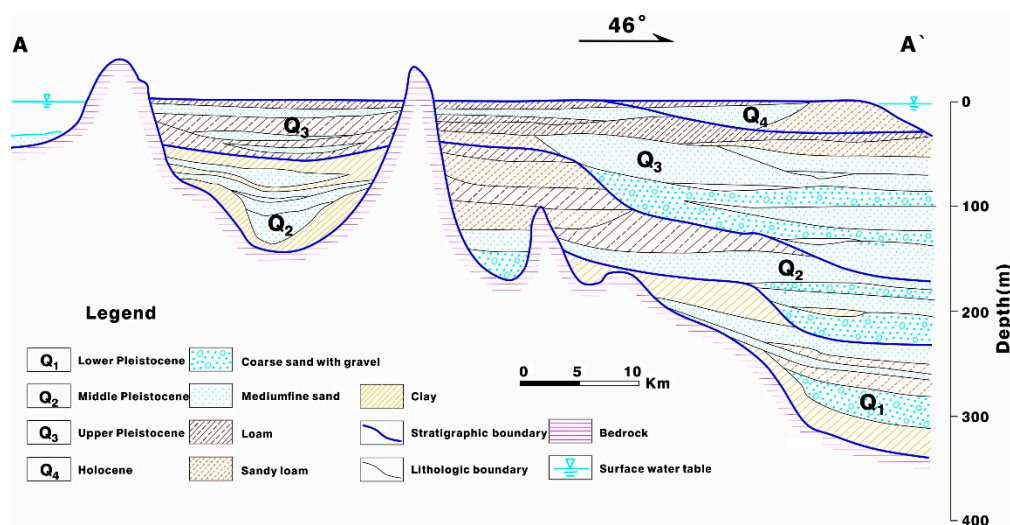 46°
A
A`
0
Q4
Q3
Q3
100
Q2
Q2
200
Depth(m)
Q1
300
400
Legend
Q1 Lower Pleistocene
Coarse sand with gravel
Q2 Middle Pleistocene
Mediumfine sand
Clay
Q3 Upper Pleistocene
Loam
Stratigraphic boundary
Bedrock
Q4 Holocene
Sandy loam
Lithologic boundary
Surface water table
0 5 10 Km